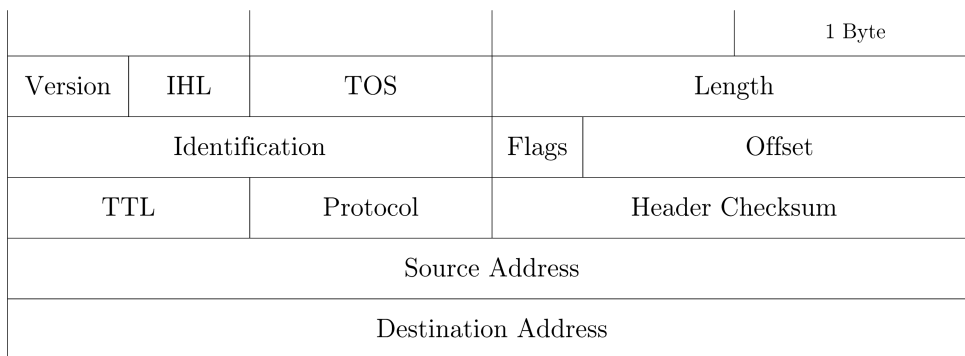 1 Byte
Version IHL TOS Length
Identification Flags Offset
TTL Protocol Header Checksum
Source Address
Destination Address